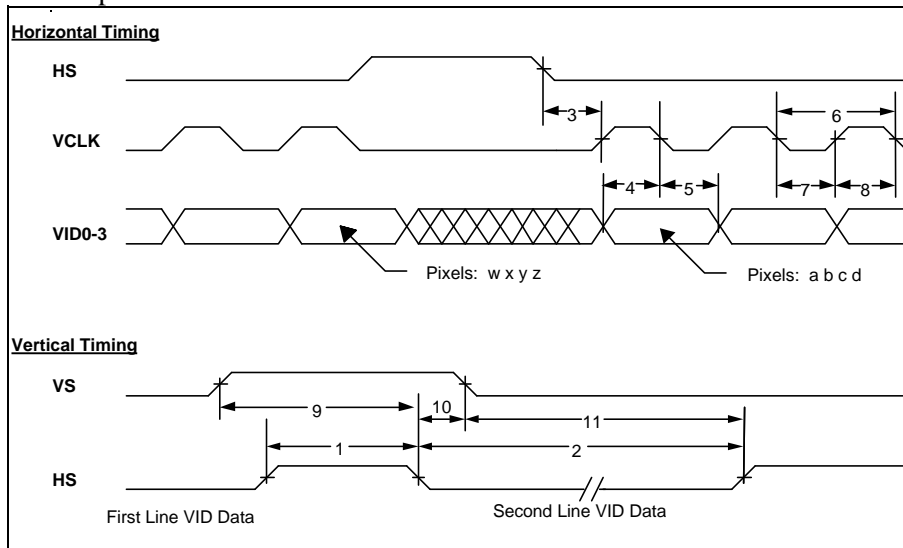 Horizontal Timing
HS
3
6
VCLK
4
5
7
8
VID0-3
Pixels: w x y z
Pixels: a b c d
Vertical Timing
VS
9
10
11
1
2
HS
First Line VID Data
Second Line VID Data